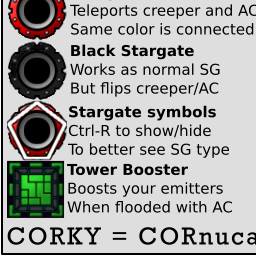 Teleports creeper and AC
Same color is connected
Black Stargate
Works as normal SG
But flips creeper/AC
Stargate symbols
Ctrl-R to show/hide
To better see SG type
Tower Booster
Boosts your emitters
When flooded with AC
CORKY = CORnuca